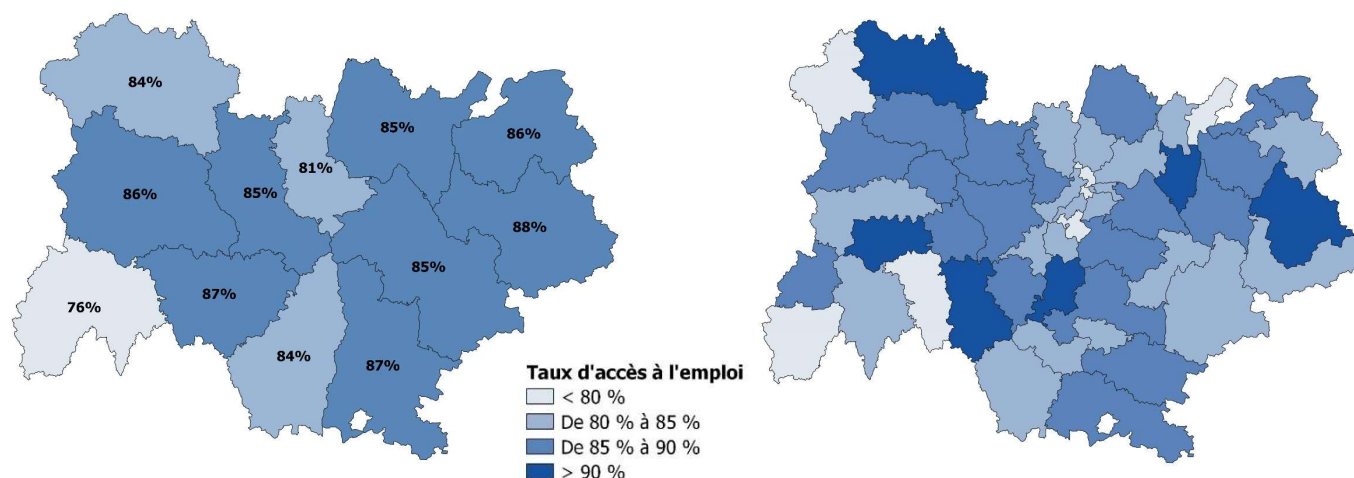 84%
85%
86%
81%
86%
85%
88%
85%
76%
87%
84%
87%
Taux d'accès à l'emploi
< 80 %
De 80 % à 85 %
De 85 % à 90 %
> 90 %